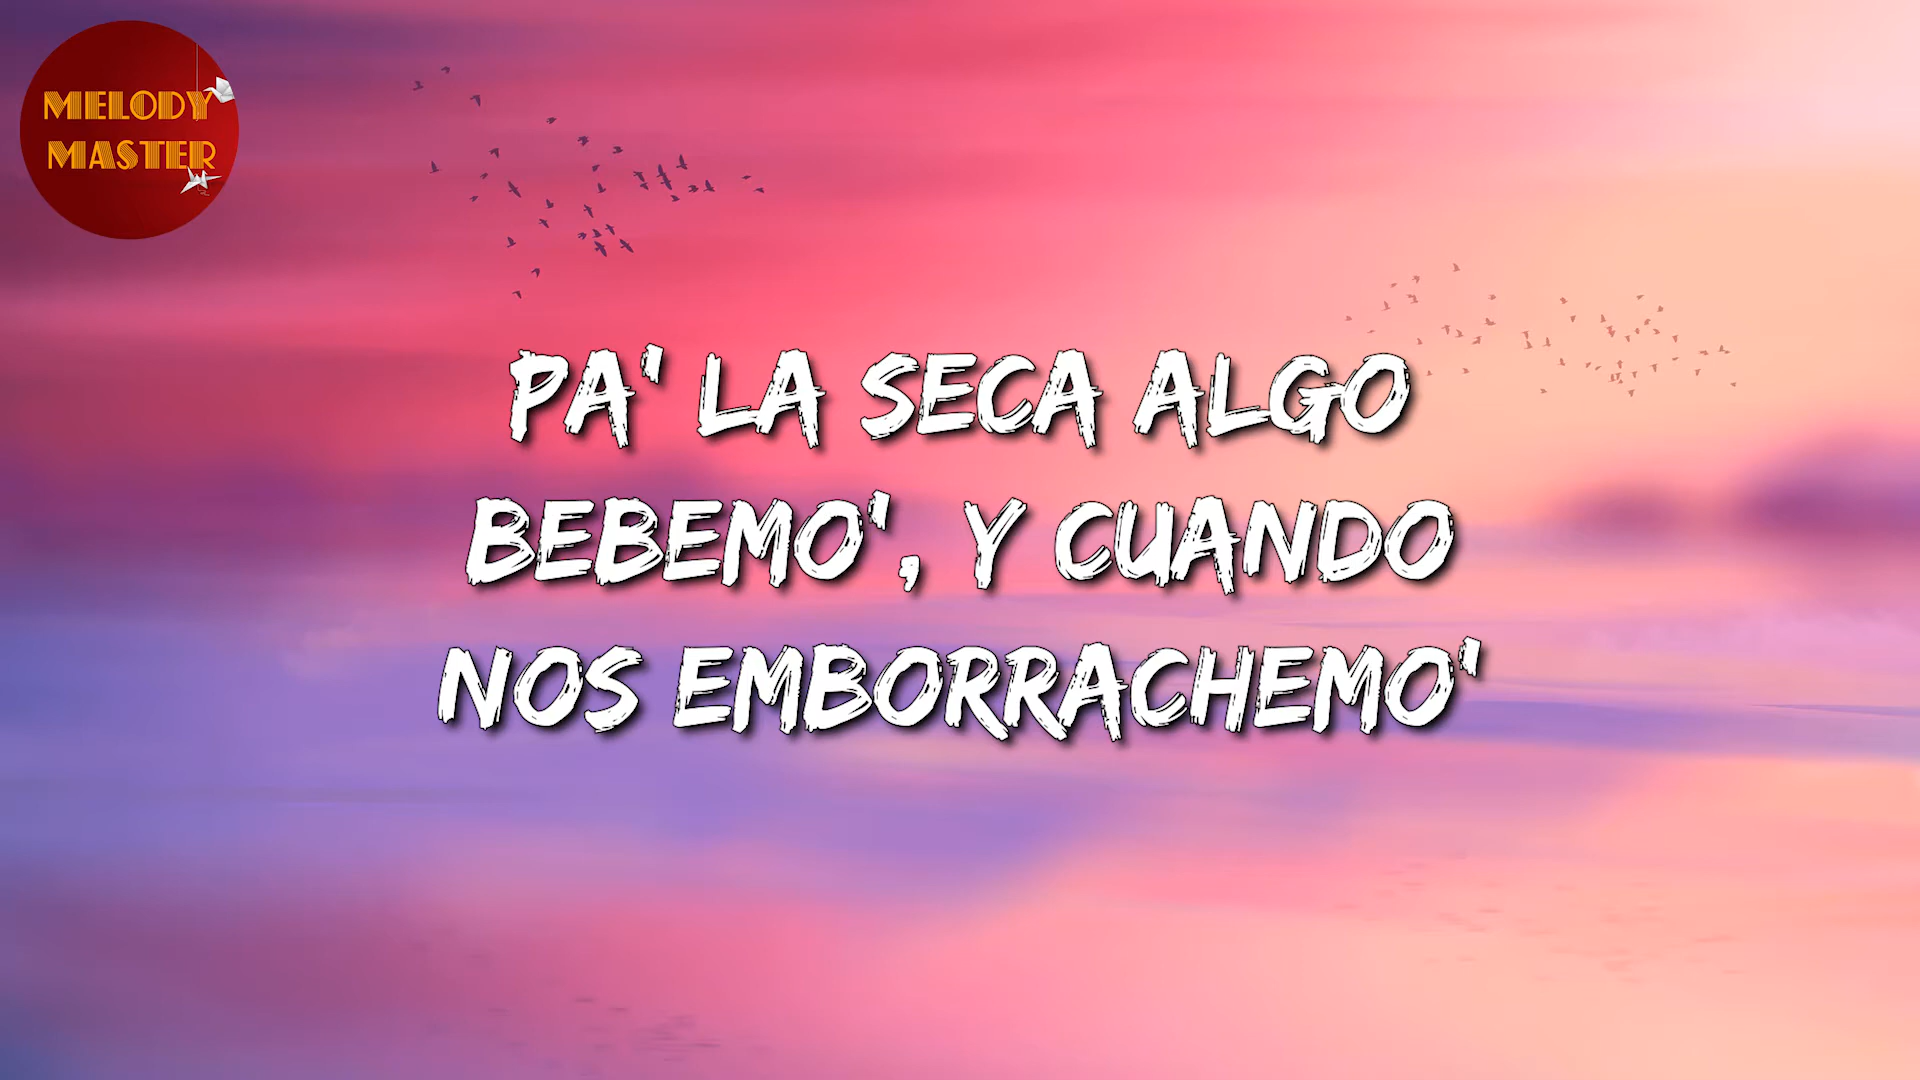 MELODY
MASTER
PA' LA SECA ALGO
BEBEMO', Y CUANDO
NOS EMBORRACHEMO'